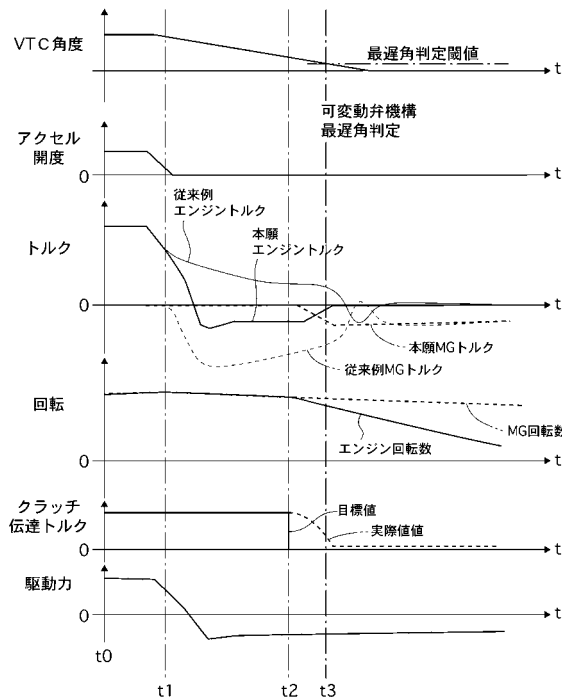 VTC角度
最遅角判定閾値
t
可変動弁機構
最遅角判定
アクセル
開度
0
t
従来例
エンジントルク
本願
エンジントルク
トルク
0
t
本願MGトルク
従来例MGトルク
回転
MG回転数
エンジン回転数
0
t
クラッチ
伝達トルク
目標値
実際値値
0
t
駆動力
0
t
t0
t1
t2
t3